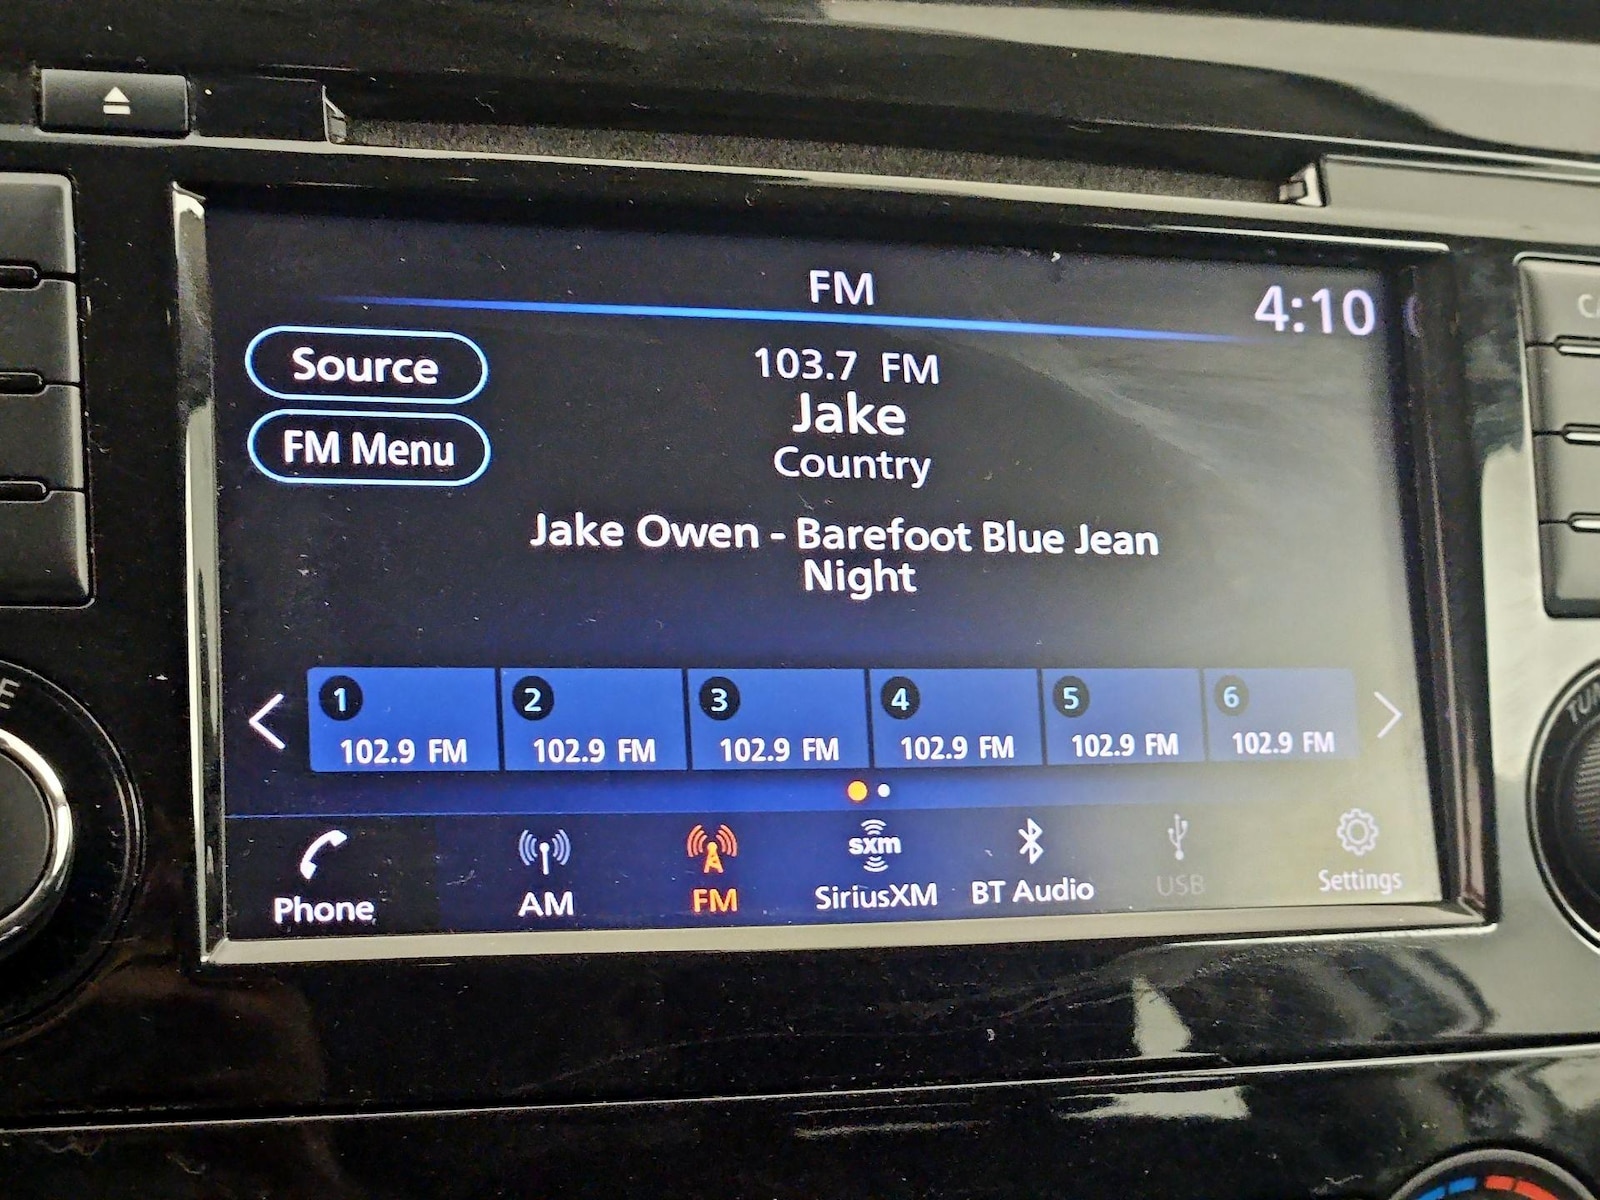 FM
4:10
Source
103.7 FM
Jake
FM Menu
Country
Jake Owen - Barefoot Blue Jean
Night
1
2
3
4
5
6
102.9 FM
102.9 FM
102.9 FM
102.9 FM
102.9 FM
102.9 FM
sxm
Phone
AM
FM
SiriusXM
BT Audio
USB
Settings